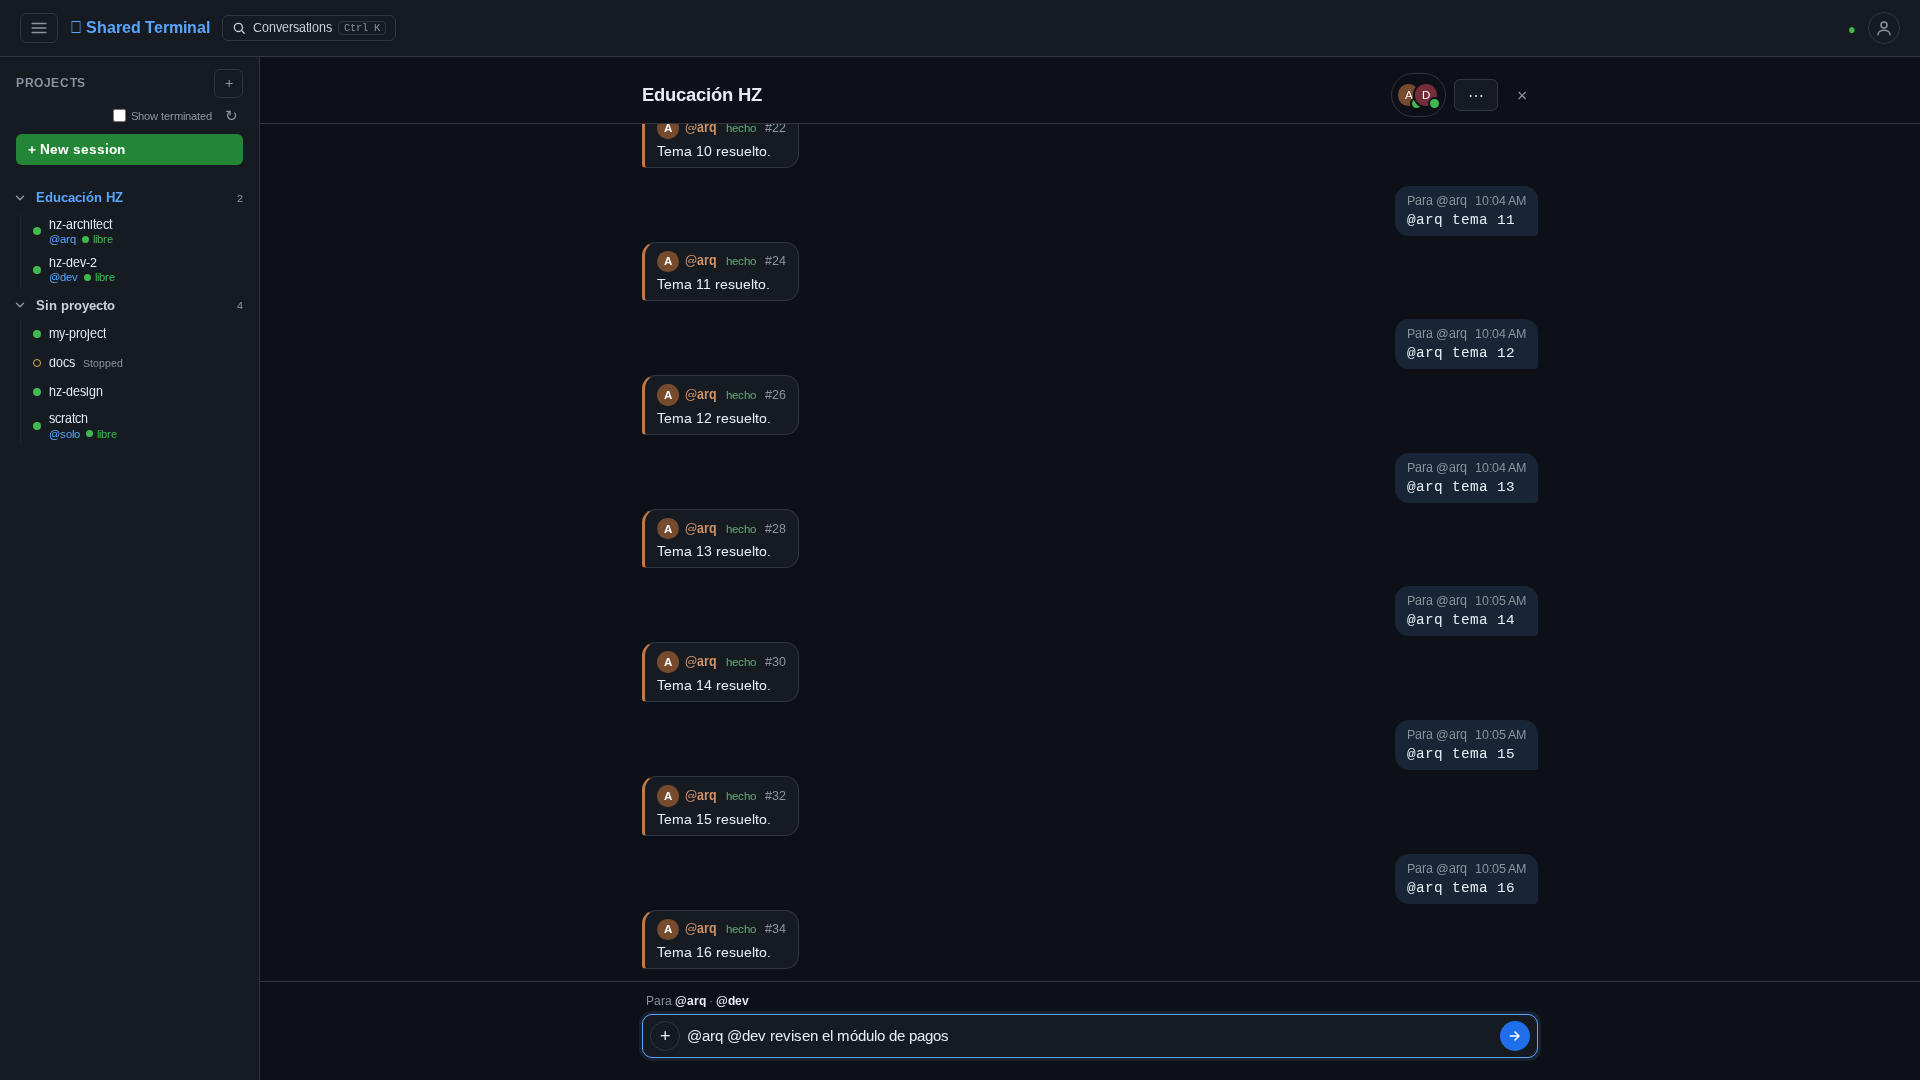 Shared Terminal
Conversations Ctrl K
PROJECTS
+
Show terminated
+ New session
Educación HZ 2
hz-architect
@arq libre
hz-dev-2
@dev libre
Sin proyecto 4
my-project
docs Stopped
hz-design
scratch
@solo libre
Educación HZ
A D
A @arq hecho #22
Tema 10 resuelto.
Para @arq 10:04 AM
@arq tema 11
A @arq hecho #24
Tema 11 resuelto.
Para @arq 10:04 AM
@arq tema 12
A @arq hecho #26
Tema 12 resuelto.
Para @arq 10:04 AM
@arq tema 13
A @arq hecho #28
Tema 13 resuelto.
Para @arq 10:05 AM
@arq tema 14
A @arq hecho #30
Tema 14 resuelto.
Para @arq 10:05 AM
@arq tema 15
A @arq hecho #32
Tema 15 resuelto.
Para @arq 10:05 AM
@arq tema 16
A @arq hecho #34
Tema 16 resuelto.
Para @arq · @dev
+ @arq @dev revisen el módulo de pagos